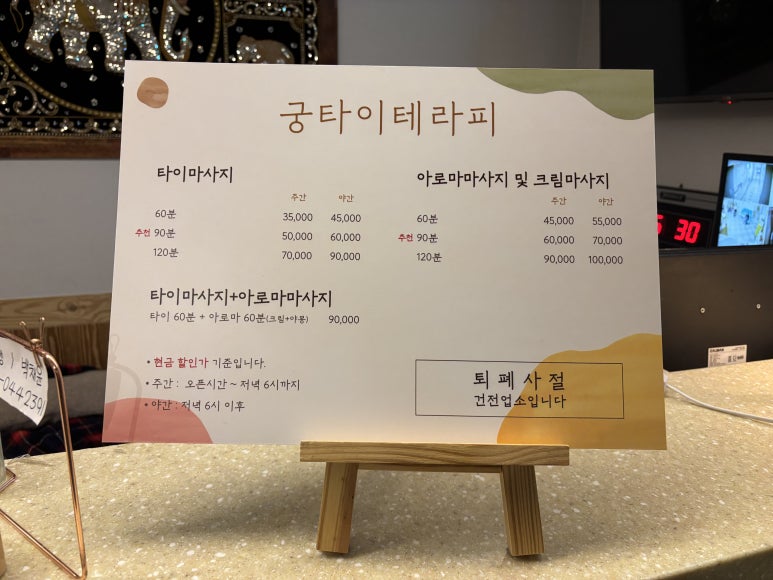 궁타이테라피
타이마사지
주간 야간
60분 35,000 45,000
추천 90분 50,000 60,000
120분 70,000 90,000
아로마마사지 및 크림마사지
주간 야간
60분 45,000 55,000
추천 90분 60,000 70,000
120분 90,000 100,000
타이마사지+아로마마사지
타이 60분 + 아로마 60분(크림+아롱) 90,000
• 현금 할인가 기준입니다.
• 주간 : 오픈시간 ~ 저녁 6시까지
• 야간 : 저녁 6시 이후
퇴폐사절
건전업소입니다
30